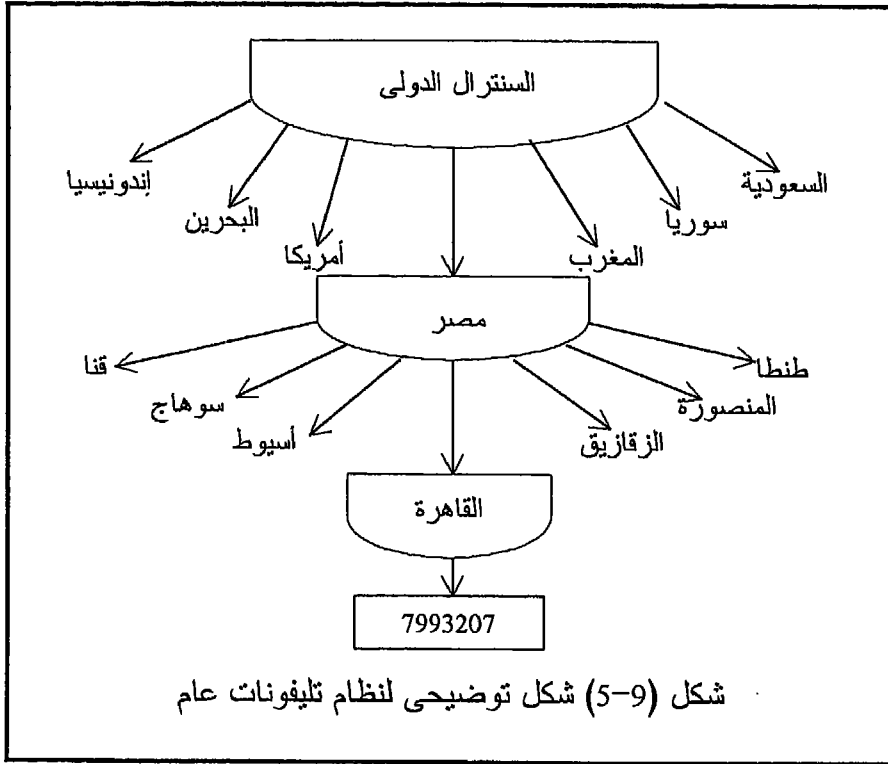 السنترال الدولى
السعودية
سوريا
المغرب
أمريكا
البحرين
إندونيسيا
مصر
طنطا
المنصورة
الزقازيق
أسيوط
سوهاج
قنا
القاهرة
7993207
شكل (9-5) شكل توضيحى لنظام تليفونات عام